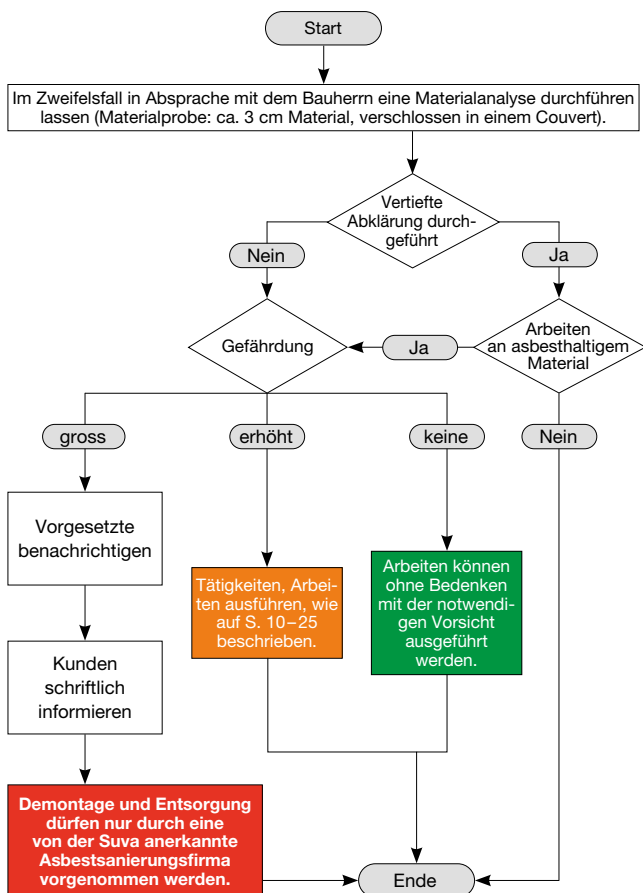 Start
Im Zweifelsfall in Absprache mit dem Bauherrn eine Materialanalyse durchführen
lassen (Materialprobe: ca. 3 cm Material, verschlossen in einem Couvert).
Vertiefte
Abklärung durch-
geführt
Nein
Ja
Gefährdung
Ja
Arbeiten
an asbesthaltigem
Material
gross
erhöht
keine
Nein
Vorgesetzte
benachrichtigen
Tätigkeiten, Arbei-
ten ausführen, wie
auf S. 10–25
beschrieben.
Arbeiten können
ohne Bedenken
mit der notwendi-
gen Vorsicht
ausgeführt
werden.
Kunden
schriftlich
informieren
Demontage und Entsorgung
dürfen nur durch eine
von der Suva anerkannte
Asbestsanierungsfirma
vorgenommen werden.
Ende